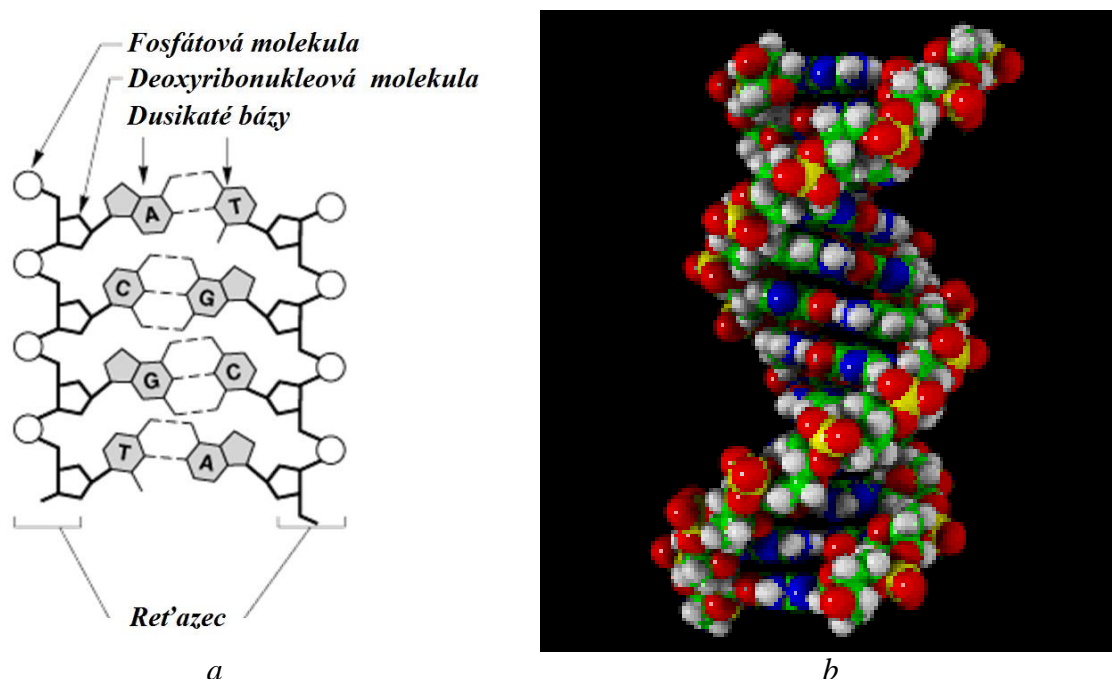 Fosfátová molekula
Deoxyribonukleová molekula
Dusikaté bázy
A T
C G
G C
T A
Reťazec
a
b